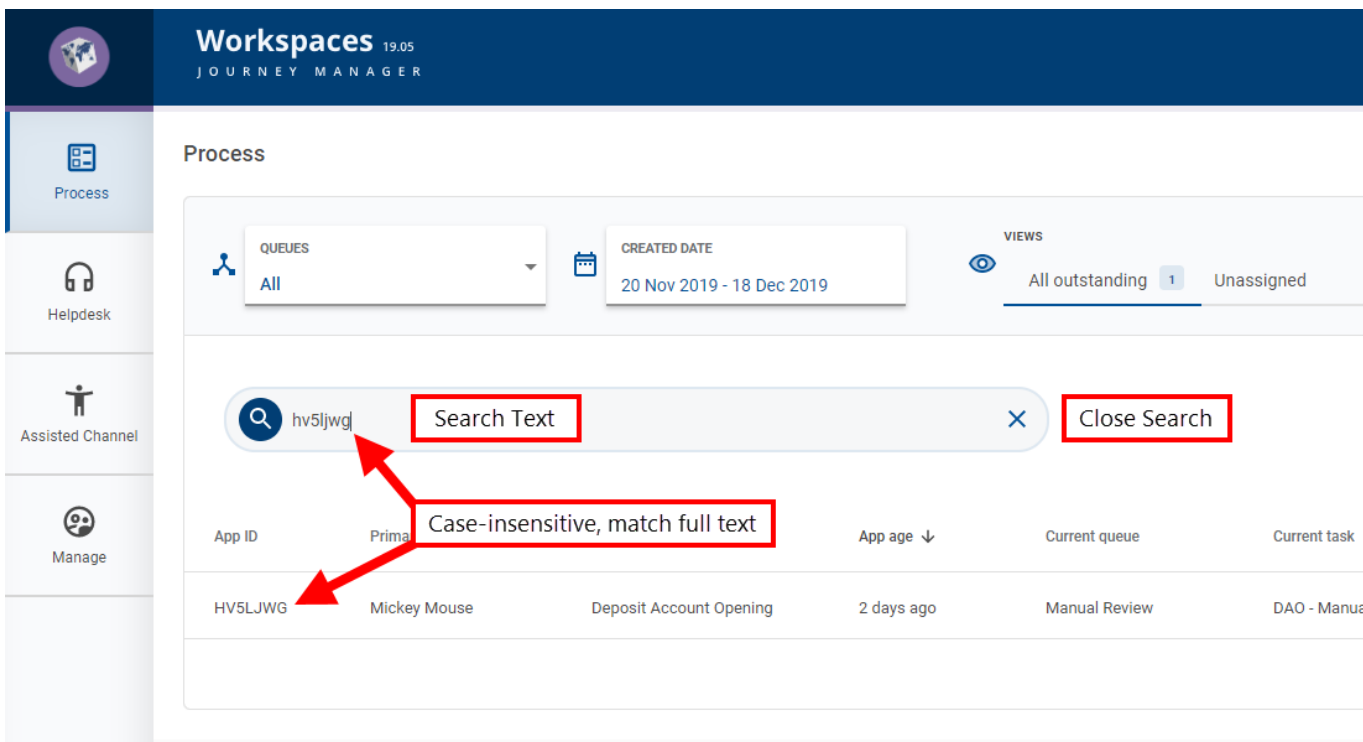 Workspaces 19.05
JOURNEY MANAGER
Process
Process
Helpdesk
Assisted Channel
Manage
QUEUES
All
CREATED DATE
20 Nov 2019 - 18 Dec 2019
VIEWS
All outstanding 1 Unassigned
hv5ljwg Search Text Close Search
Case-insensitive, match full text
App ID App age Current queue Current task
HV5LJWG Mickey Mouse Deposit Account Opening 2 days ago Manual Review DAO -